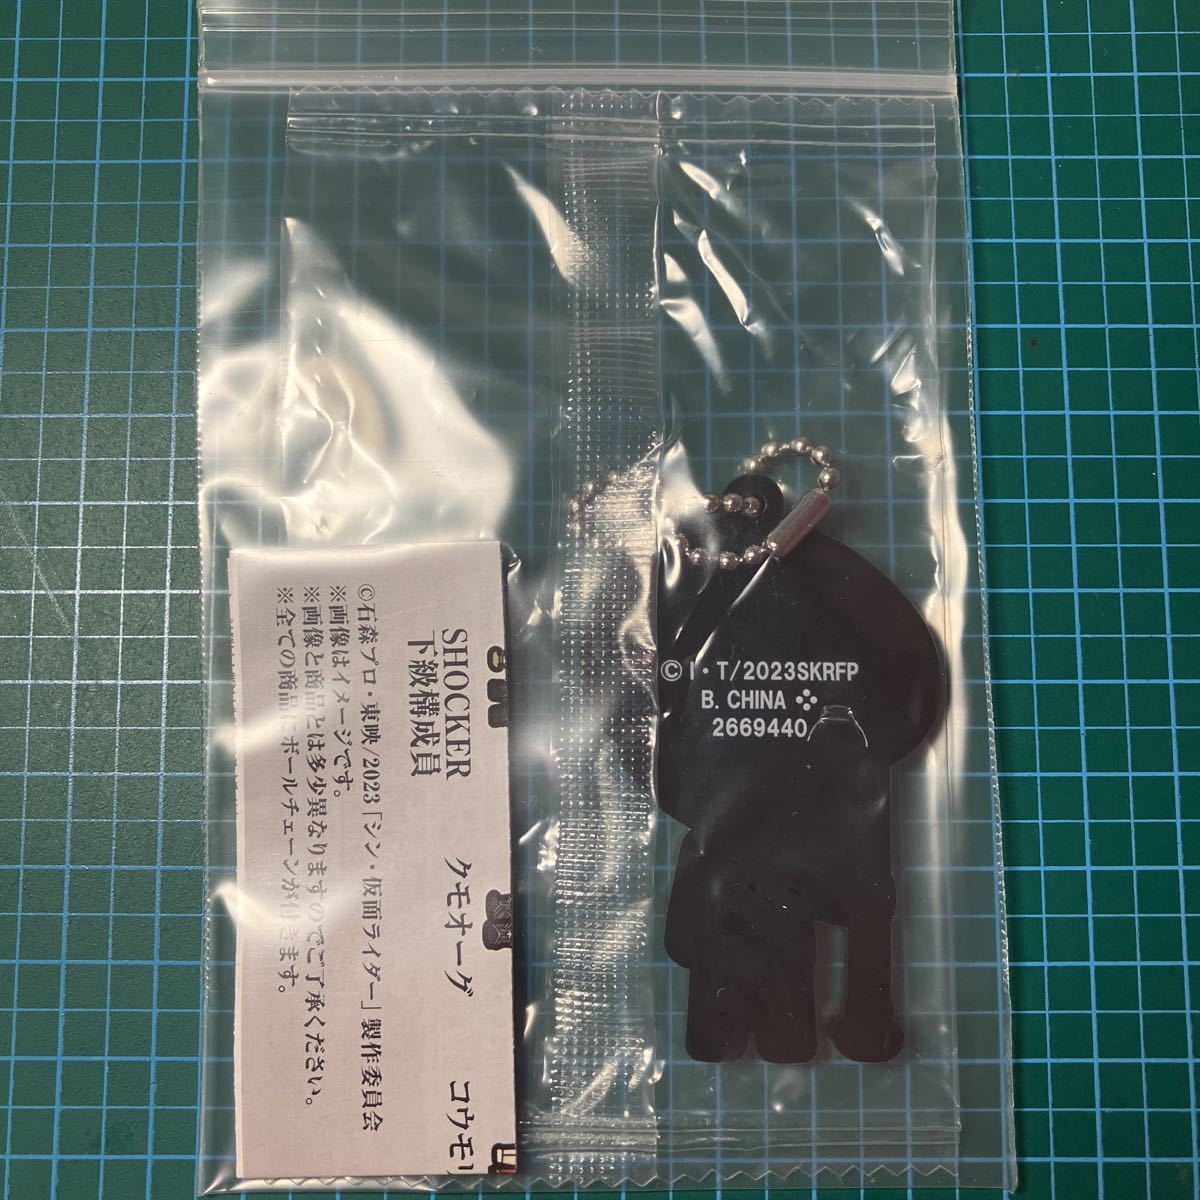 SHOCKER
下級構成員
クモオーグ
コウモ
©石森プロ・東映/2023「シン・仮面ライダー」製作委員会
※画像はイメージです。
※画像と商品とは多少異なりますのでご了承ください。
※全ての商品にボールチェーンが付きます。
© I・T/2023SKRFP
B. CHINA
2669440